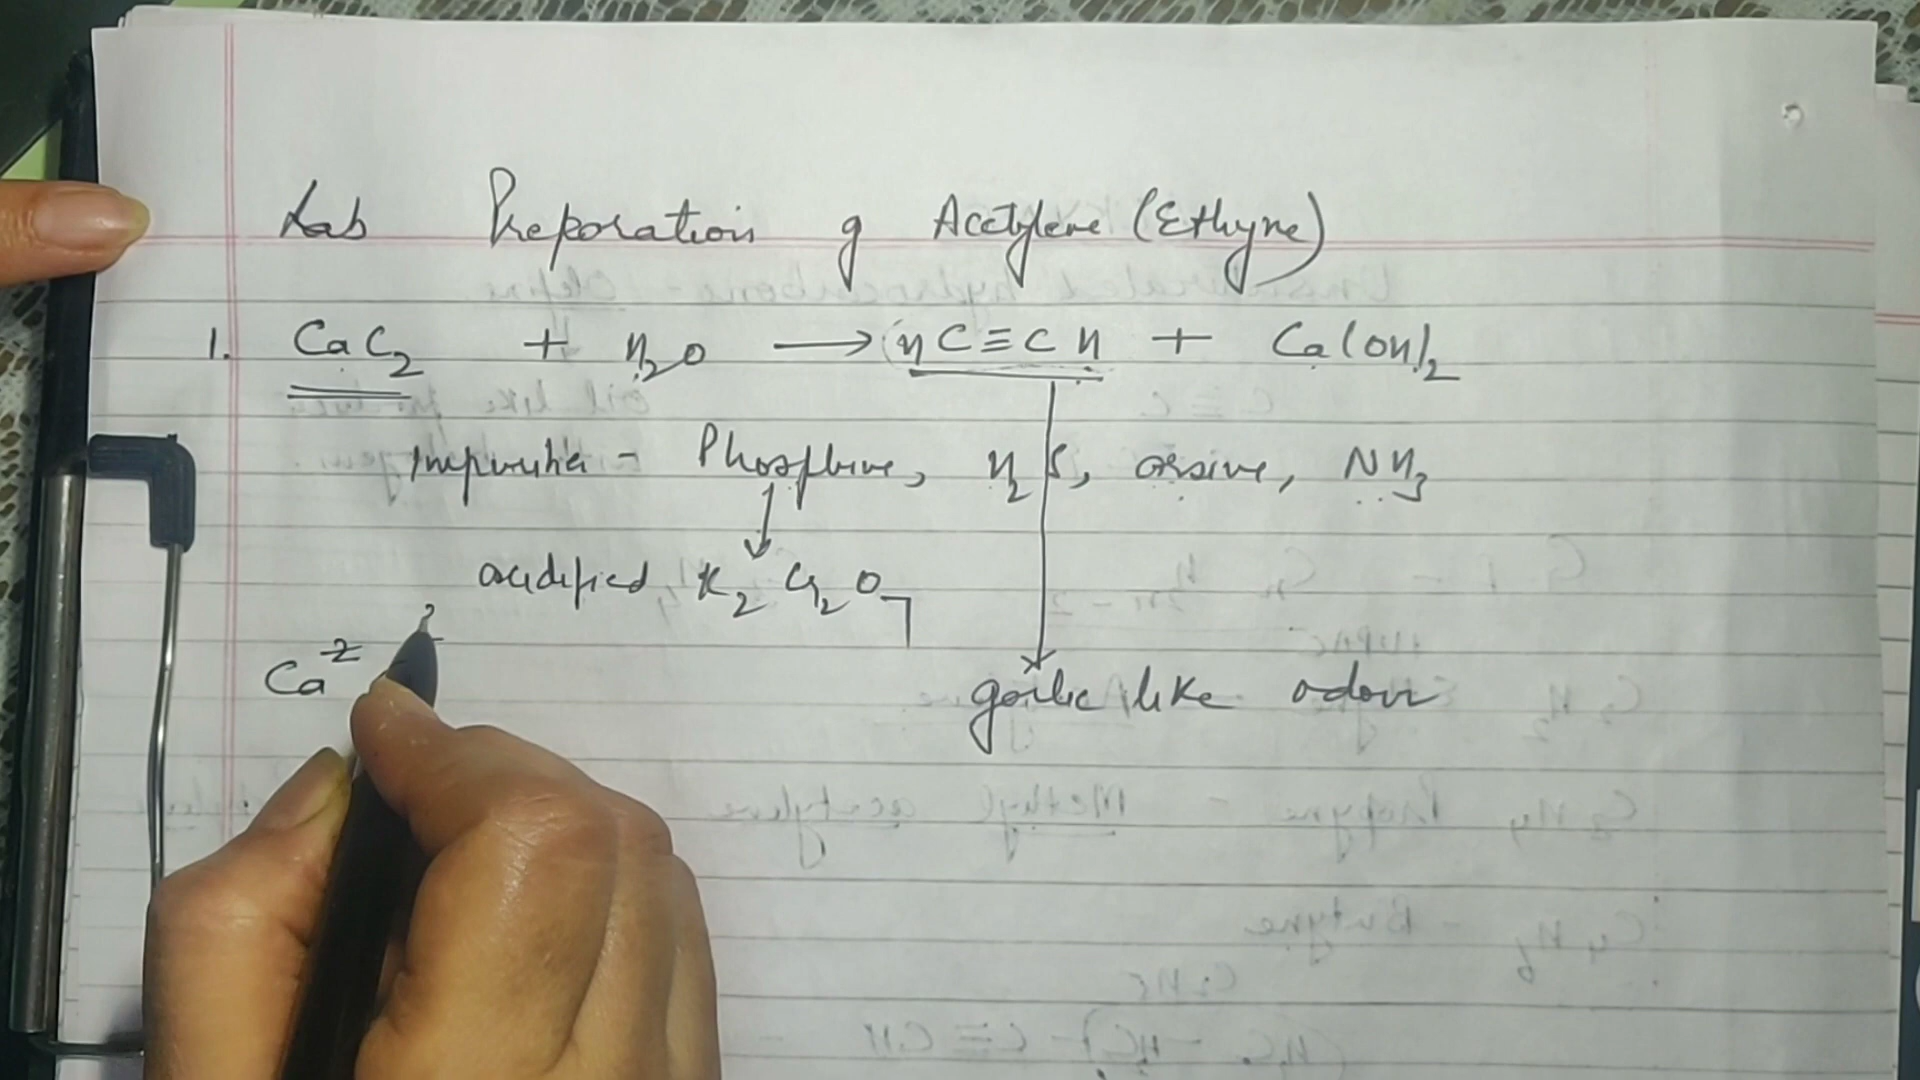 Lab Preparation of Acetylene (Ethyne)
1. CaC2 + H2O → HC≡CH + Ca(OH)2
Impurities - Phosphine, H2S, arsine, NH3
acidified K2Cr2O7
Ca
garlic like odour